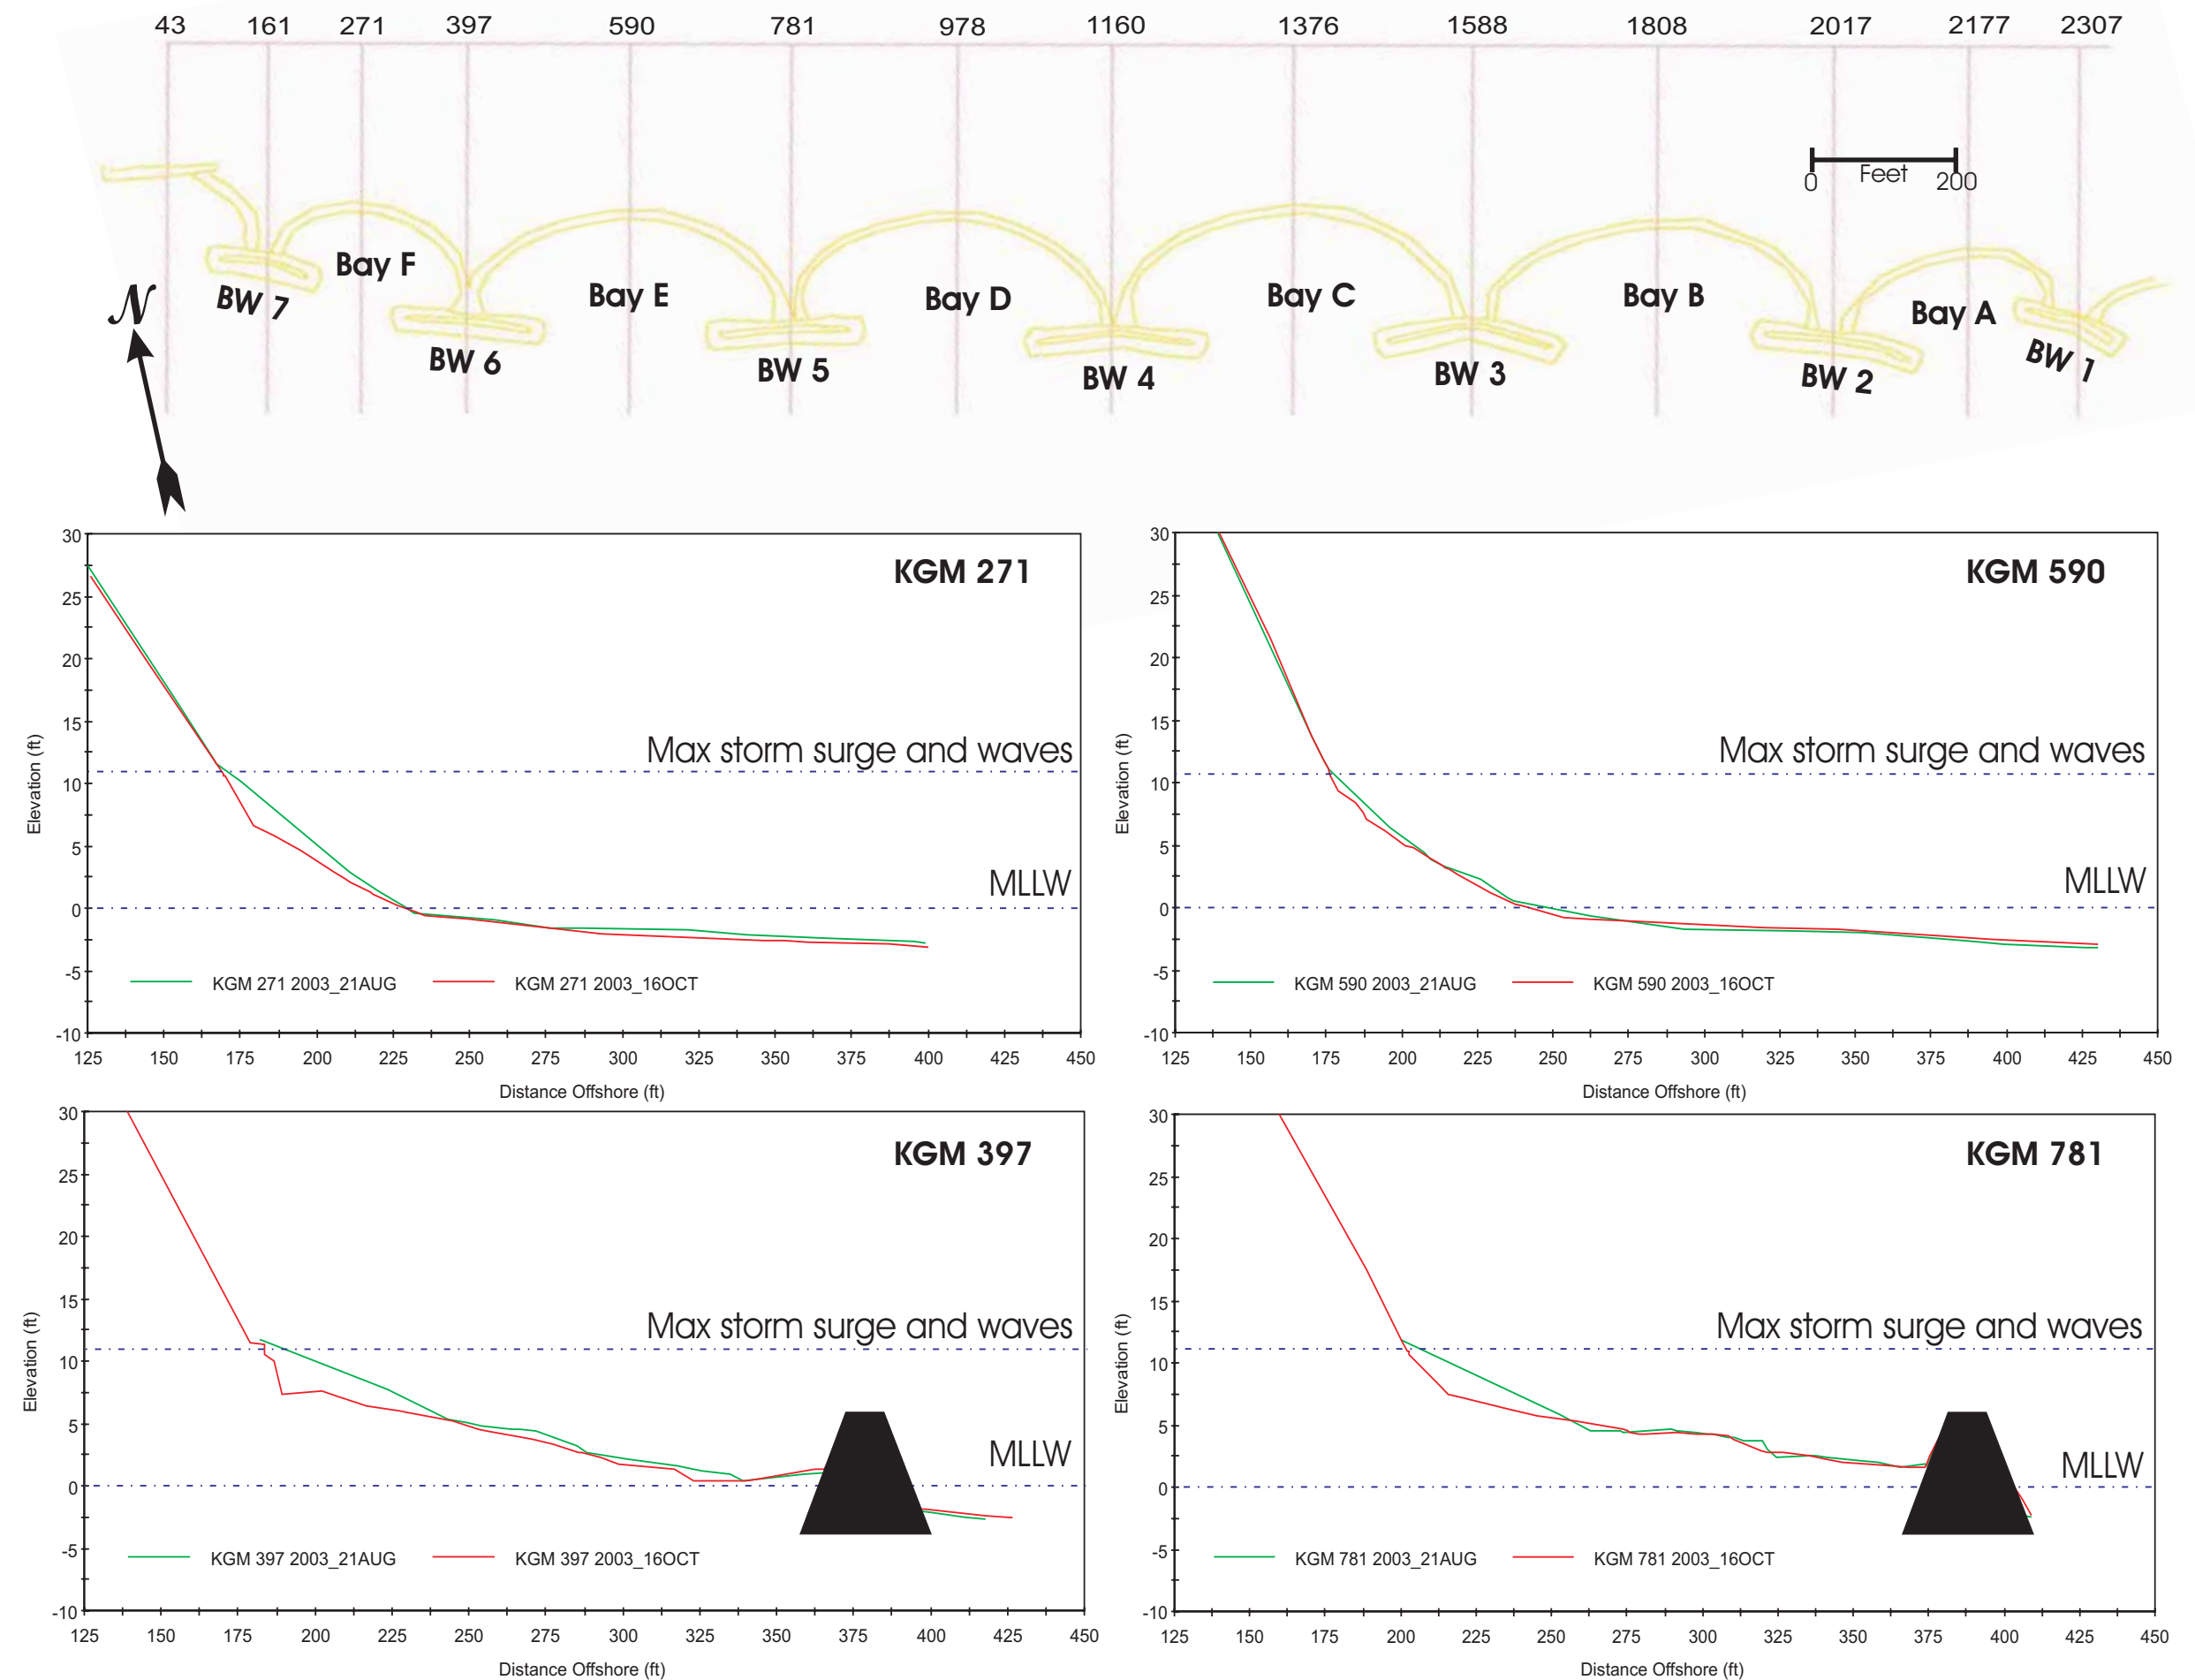 43 161 271 397 590 781 978 1160 1376 1588 1808 2017 2177 2307
0 Feet 200
N
Bay F Bay E Bay D Bay C Bay B Bay A
BW 7 BW 6 BW 5 BW 4 BW 3 BW 2 BW 1
KGM 271
Elevation (ft)
30
25
20
15
10
5
0
-5
-10
Max storm surge and waves
MLLW
KGM 271 2003_21AUG KGM 271 2003_16OCT
125 150 175 200 225 250 275 300 325 350 375 400 425 450
Distance Offshore (ft)
KGM 590
Elevation (ft)
30
25
20
15
10
5
0
-5
-10
Max storm surge and waves
MLLW
KGM 590 2003_21AUG KGM 590 2003_16OCT
125 150 175 200 225 250 275 300 325 350 375 400 425 450
Distance Offshore (ft)
KGM 397
Elevation (ft)
30
25
20
15
10
5
0
-5
-10
Max storm surge and waves
MLLW
KGM 397 2003_21AUG KGM 397 2003_16OCT
125 150 175 200 225 250 275 300 325 350 375 400 425 450
Distance Offshore (ft)
KGM 781
Elevation (ft)
30
25
20
15
10
5
0
-5
-10
Max storm surge and waves
MLLW
KGM 781 2003_21AUG KGM 781 2003_16OCT
125 150 175 200 225 250 275 300 325 350 375 400 425 450
Distance Offshore (ft)